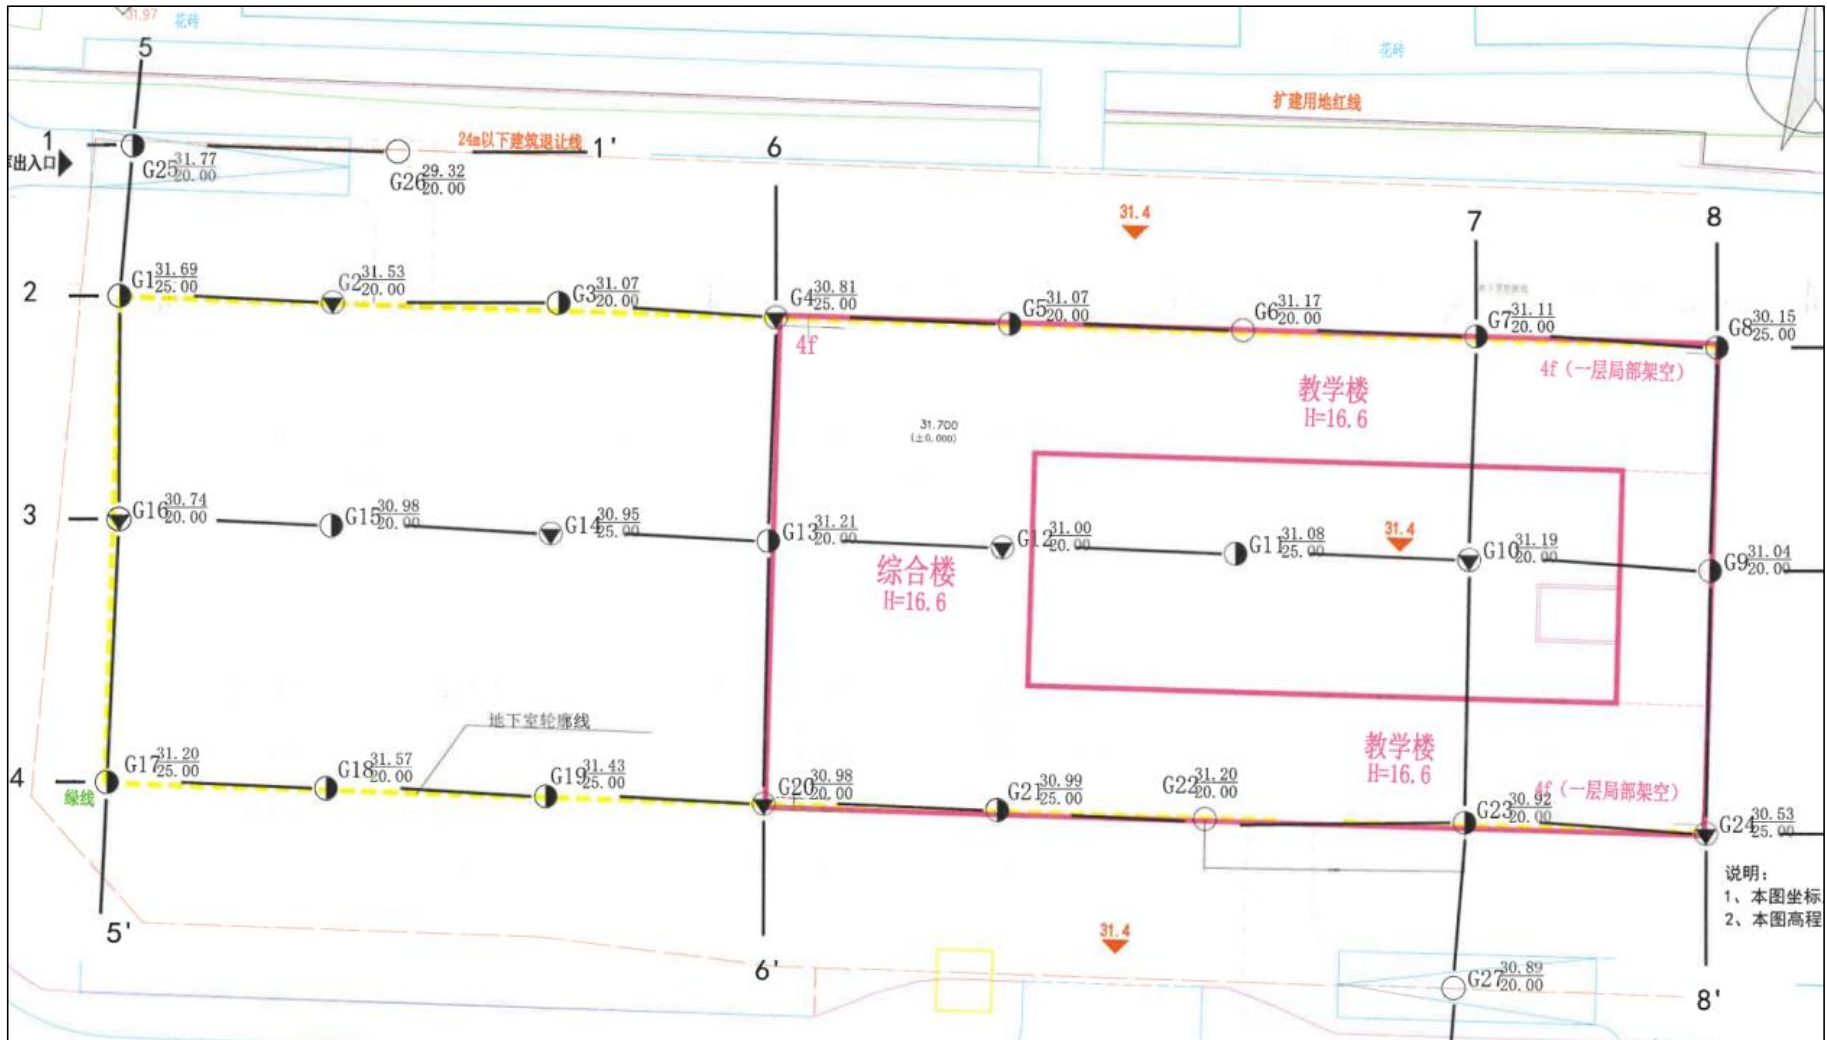 31.97
花砖
5
花砖
扩建用地红线
1
24m以下建筑退让线
1'
6
出入口
G25 31.77
20.00
G26 29.32
20.00
31.4
7
8
2
G1 31.69
25.00
G2 31.53
20.00
G3 31.07
20.00
G4 30.81
25.00
G5 31.07
20.00
G6 31.17
20.00
G7 31.11
20.00
G8 30.15
25.00
4f
4f(一层局部架空)
教学楼
H=16.6
31.700
(±0.000)
3
G16 30.74
20.00
G15 30.98
20.00
G14 30.95
25.00
G13 31.21
20.00
G12 31.00
20.00
G11 31.08
25.00
31.4
G10 31.19
20.00
G9 31.04
20.00
综合楼
H=16.6
地下室轮廓线
教学楼
H=16.6
4
绿线
G17 31.20
25.00
G18 31.57
20.00
G19 31.43
25.00
G20 30.98
20.00
G21 30.99
25.00
G22 31.20
20.00
G23 30.92
20.00
4f(一层局部架空)
G24 30.53
25.00
说明:
1、本图坐标
2、本图高程
5'
31.4
6'
G27 30.89
20.00
8'